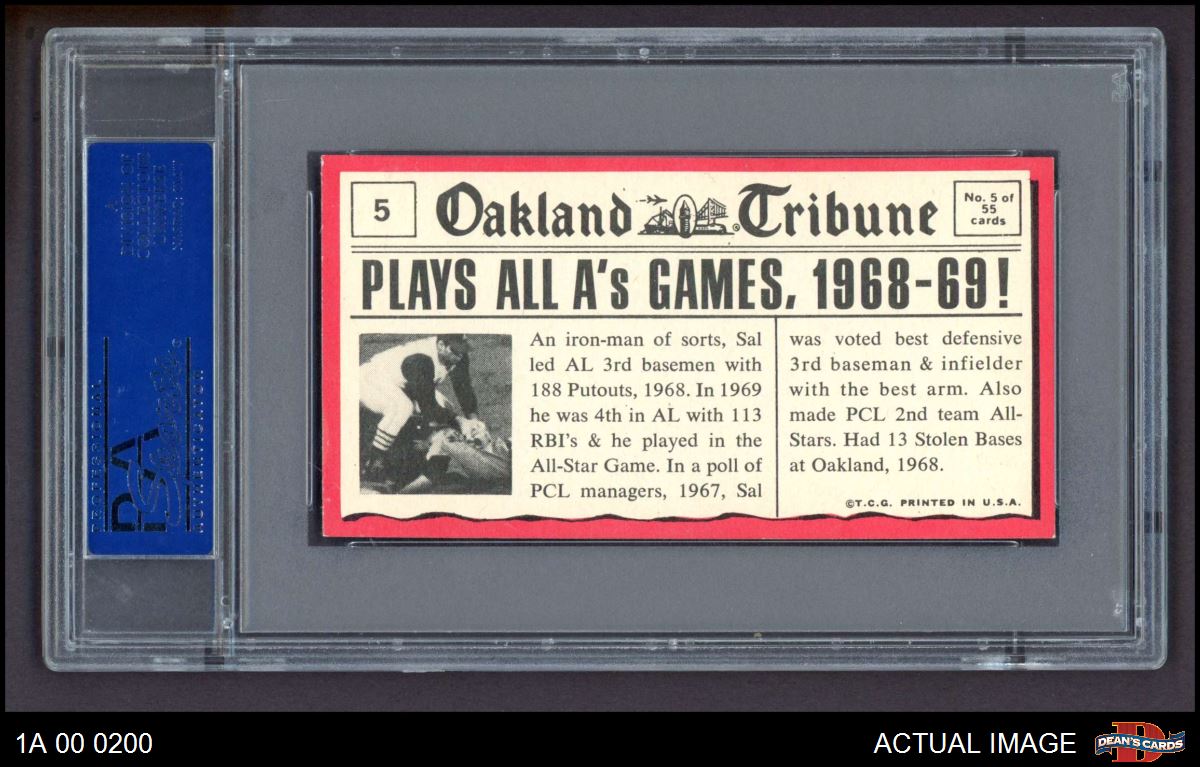 5
Oakland Tribune
No. 5 of
55
cards
PLAYS ALL A's GAMES, 1968-69!
An iron-man of sorts, Sal
led AL 3rd basemen with
188 Putouts, 1968. In 1969
he was 4th in AL with 113
RBI's & he played in the
All-Star Game. In a poll of
PCL managers, 1967, Sal
was voted best defensive
3rd baseman & infielder
with the best arm. Also
made PCL 2nd team All-
Stars. Had 13 Stolen Bases
at Oakland, 1968.
©T.C.G. PRINTED IN U.S.A.
PROFESSIONAL
PSA
AUTHENTICATOR
1A 00 0200
ACTUAL IMAGE
DEAN'S CARDS